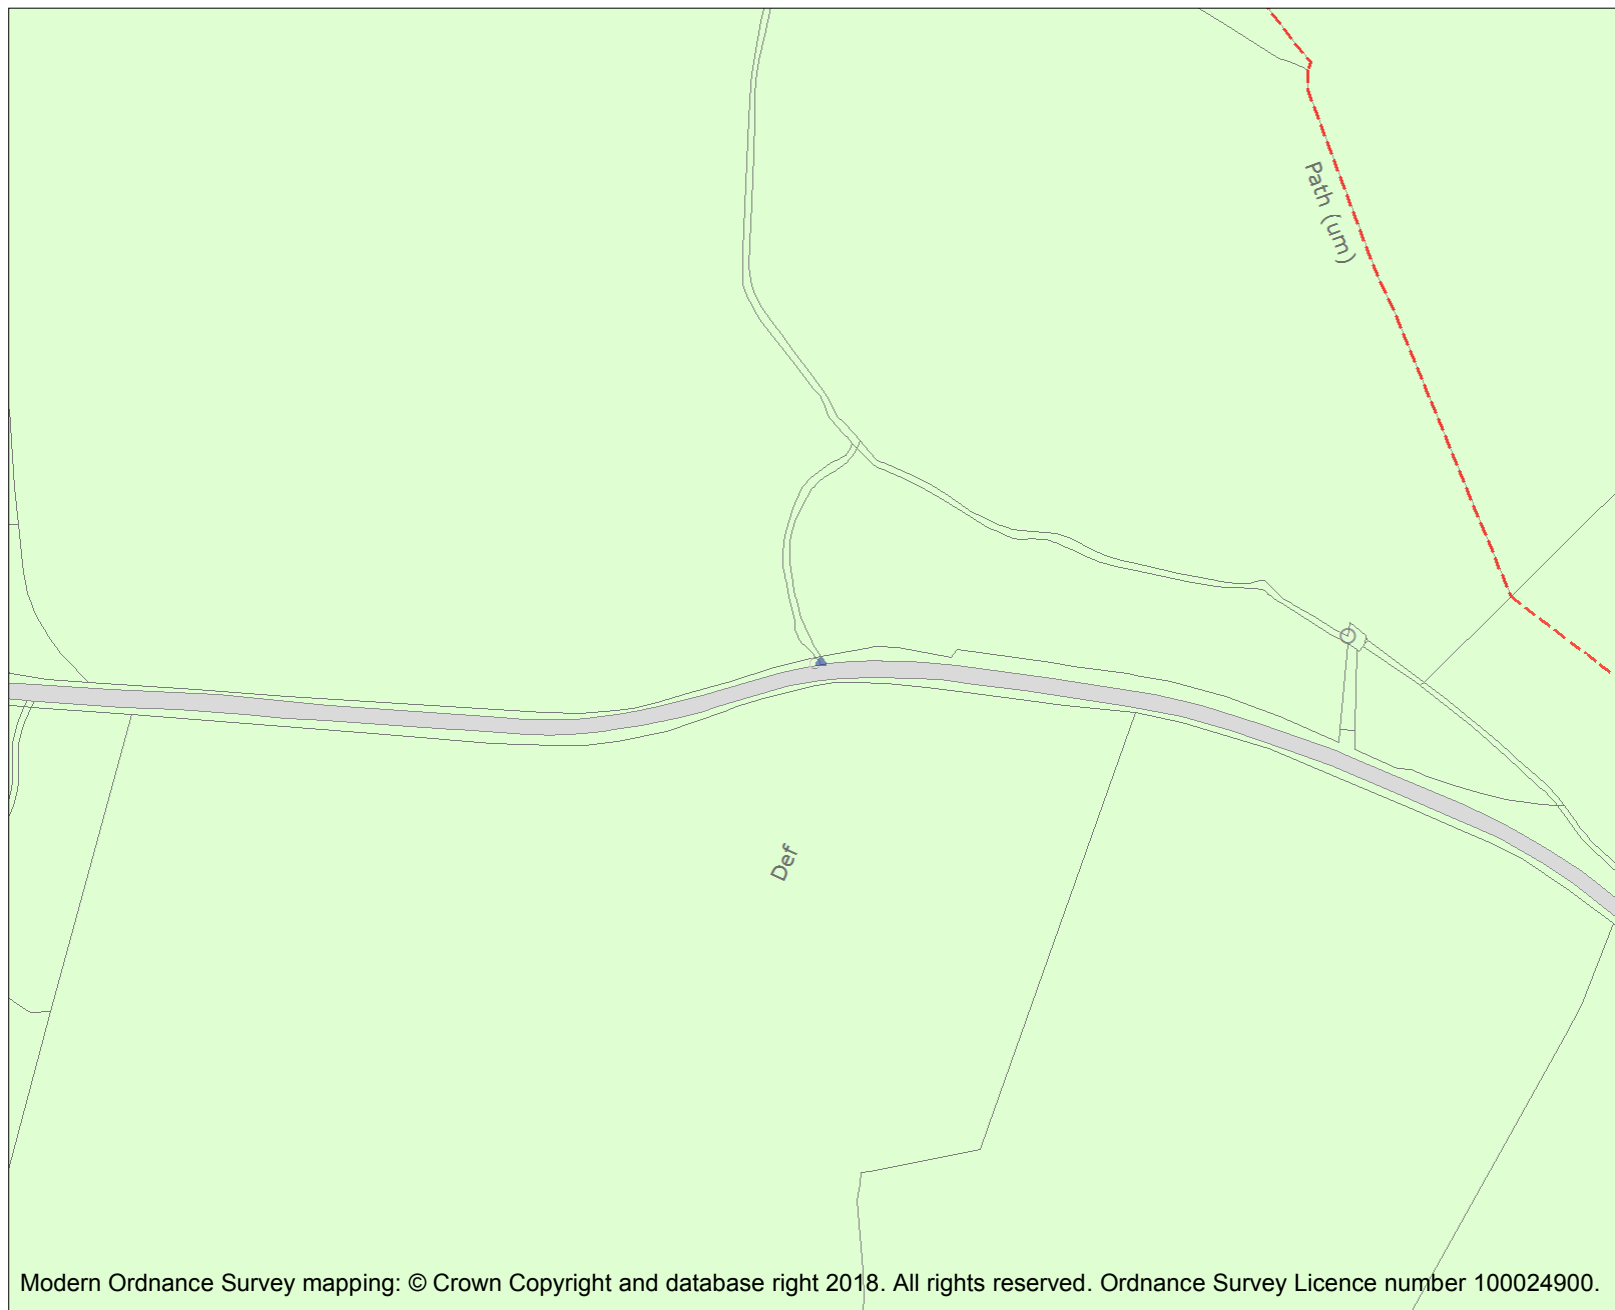 Path (um)
Def
Modern Ordnance Survey mapping: © Crown Copyright and database right 2018. All rights reserved. Ordnance Survey Licence number 100024900.